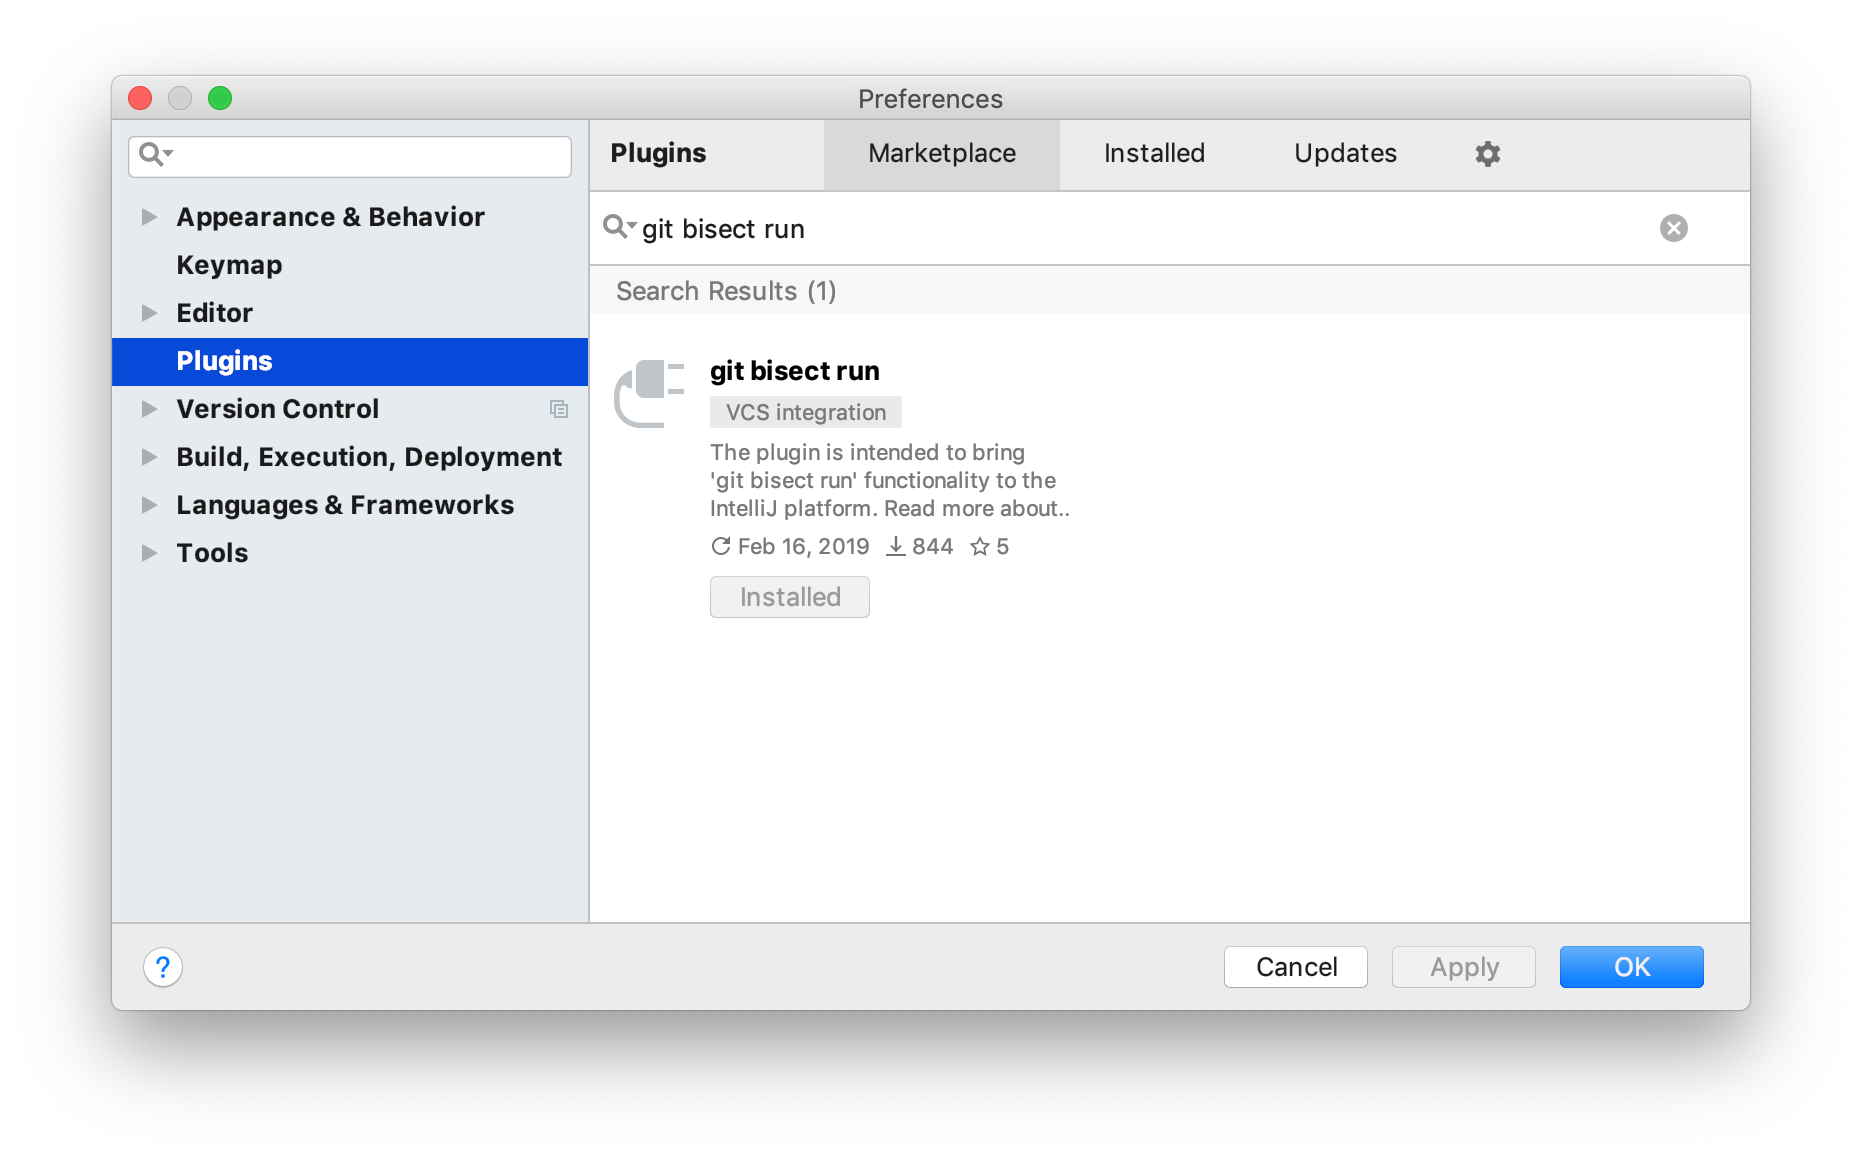 Preferences
Plugins
Marketplace
Installed
Updates
Appearance & Behavior
Keymap
Editor
Plugins
Version Control
Build, Execution, Deployment
Languages & Frameworks
Tools
git bisect run
Search Results (1)
git bisect run
VCS integration
The plugin is intended to bring
'git bisect run' functionality to the
IntelliJ platform. Read more about..
Feb 16, 2019 844 5
Installed
?
Cancel
Apply
OK